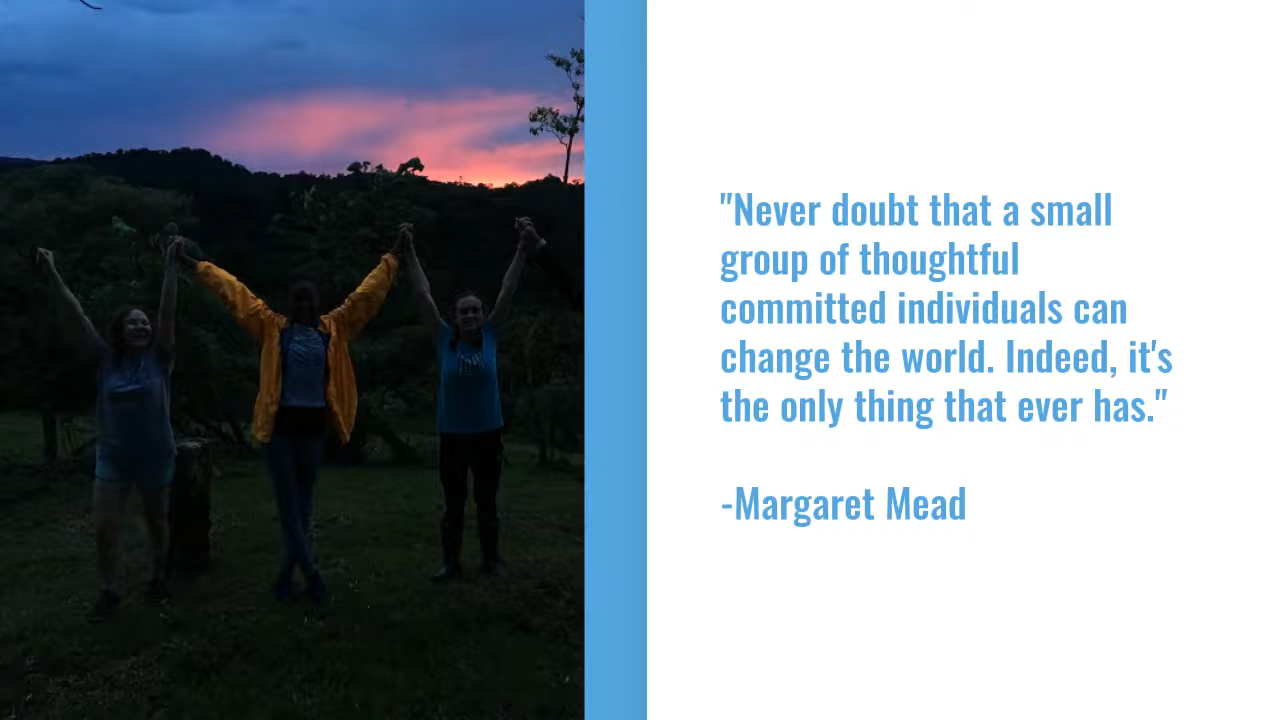 "Never doubt that a small
group of thoughtful
committed individuals can
change the world. Indeed, it's
the only thing that ever has."
-Margaret Mead